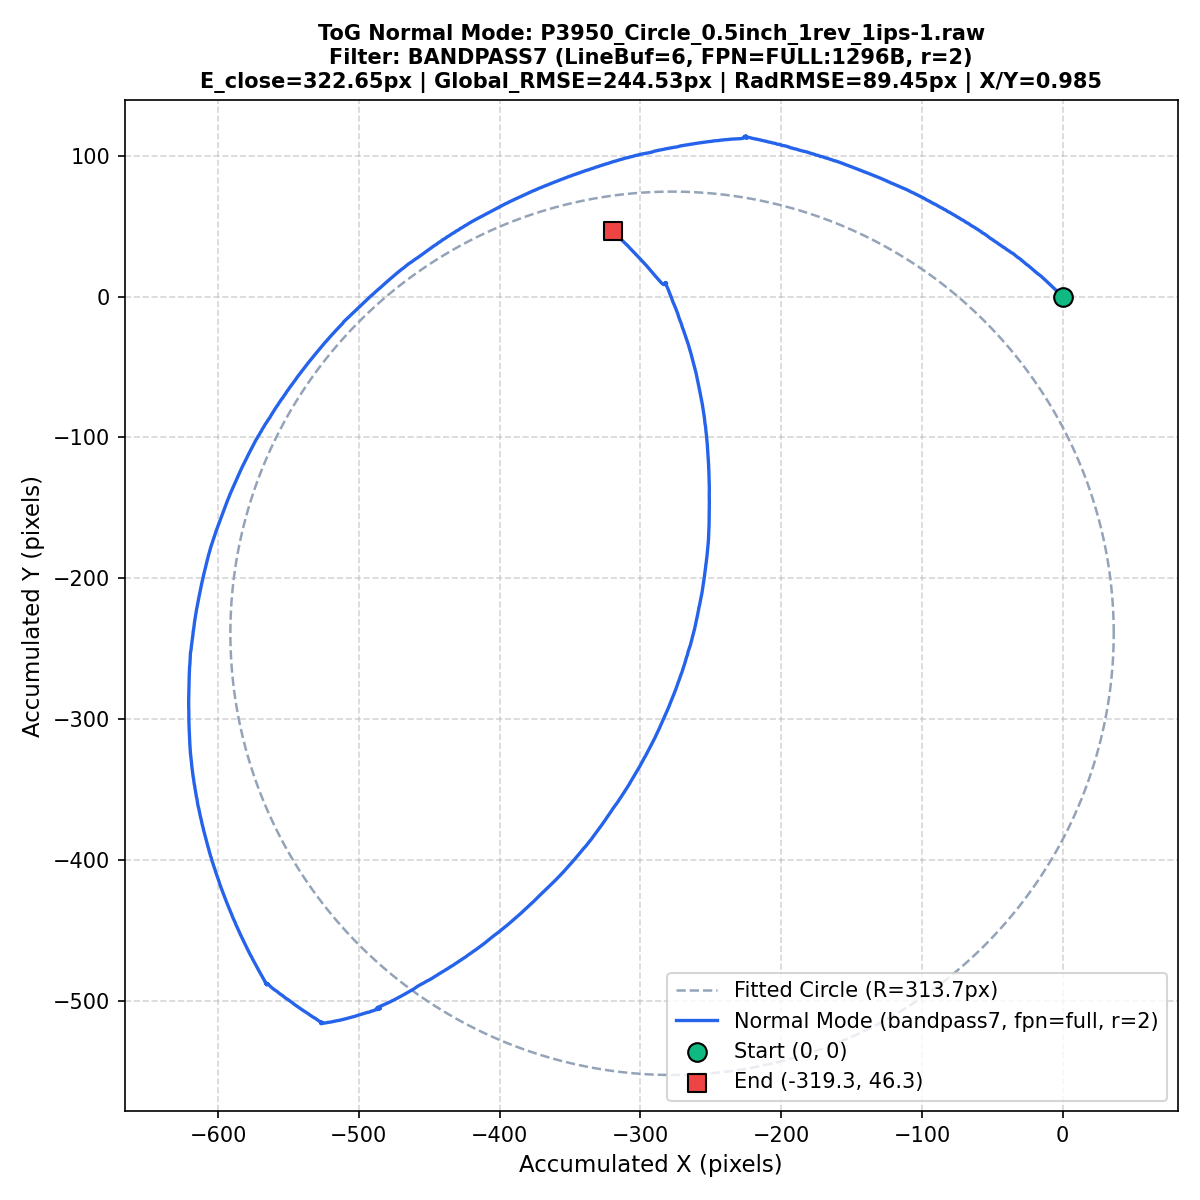 ToG Normal Mode: P3950_Circle_0.5inch_1rev_1ips-1.raw
Filter: BANDPASS7 (LineBuf=6, FPN=FULL:1296B, r=2)
E_close=322.65px | Global_RMSE=244.53px | RadRMSE=89.45px | X/Y=0.985
Accumulated Y (pixels)
100
0
−100
−200
−300
−400
−500
Fitted Circle (R=313.7px)
Normal Mode (bandpass7, fpn=full, r=2)
Start (0, 0)
End (-319.3, 46.3)
−600
−500
−400
−300
−200
−100
0
Accumulated X (pixels)